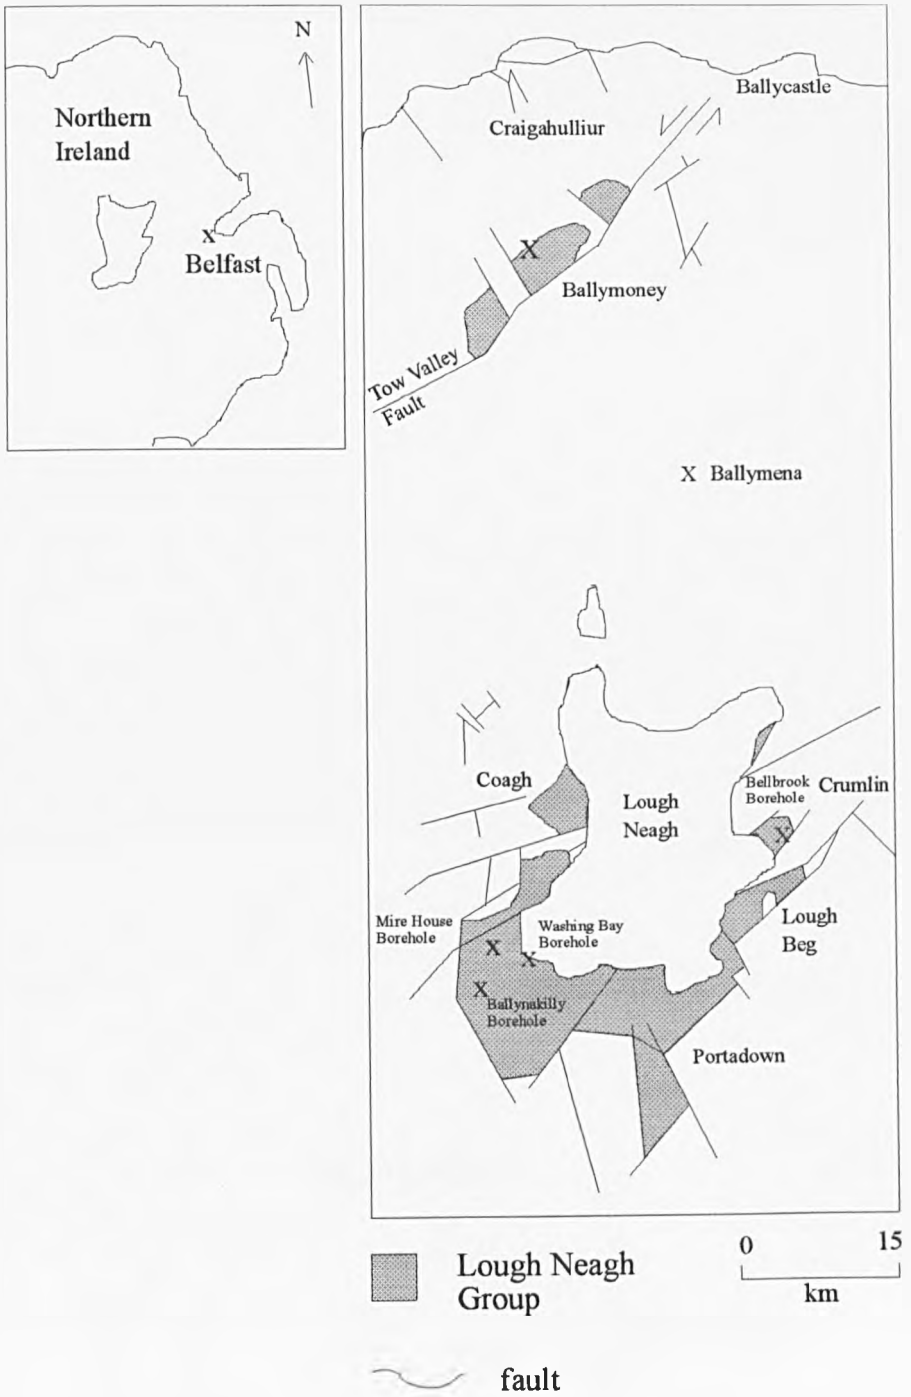 N
Northern
Ireland
x
Belfast
Ballycastle
Craigahulliur
X
Ballymoney
Tow Valley
Fault
X Ballymena
Coagh
Lough
Neagh
Bellbrook
Borehole
Crumlin
X
Mire House
Borehole
Washing Bay
Borehole
X
X
X
Ballynakilly
Borehole
Lough
Beg
Portadown
0 15
km
Lough Neagh
Group
fault